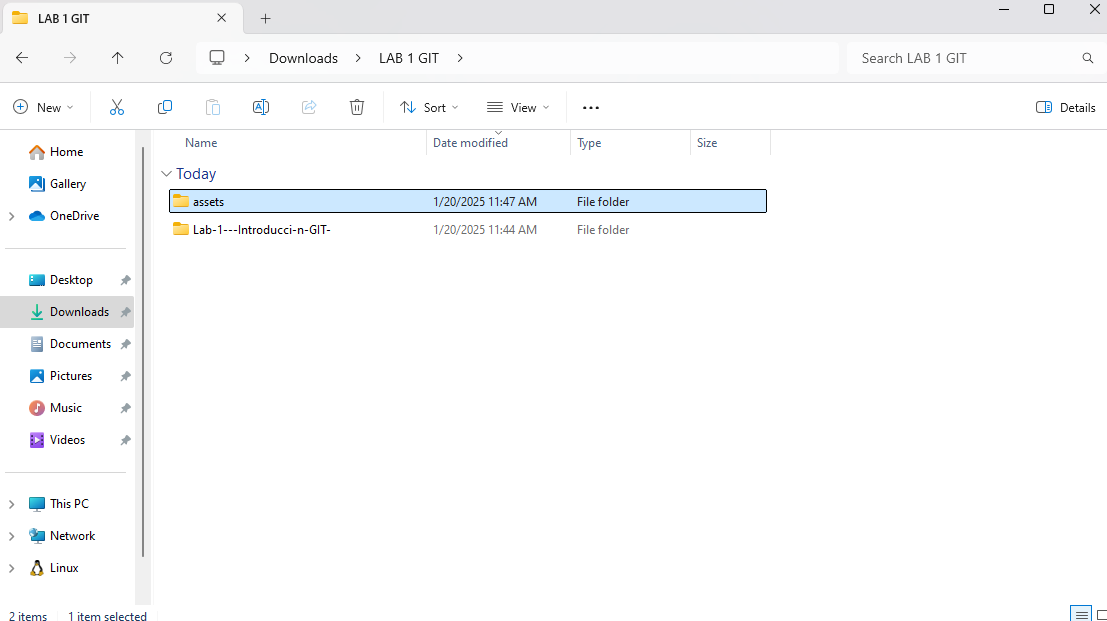 LAB 1 GIT
Downloads LAB 1 GIT Search LAB 1 GIT
New Sort View Details
Name Date modified Type Size
Today
assets 1/20/2025 11:47 AM File folder
Lab-1---Introducci-n-GIT- 1/20/2025 11:44 AM File folder
Home
Gallery
OneDrive
Desktop
Downloads
Documents
Pictures
Music
Videos
This PC
Network
Linux
2 items 1 item selected